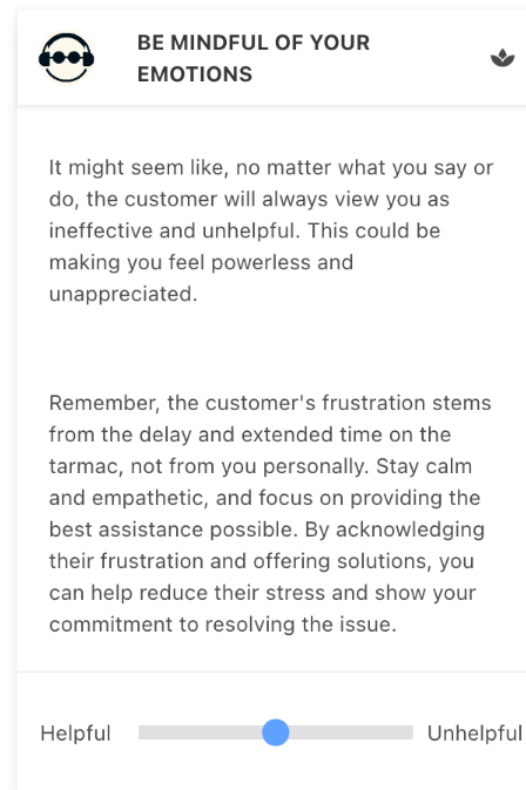 BE MINDFUL OF YOUR
EMOTIONS
It might seem like, no matter what you say or
do, the customer will always view you as
ineffective and unhelpful. This could be
making you feel powerless and
unappreciated.
Remember, the customer's frustration stems
from the delay and extended time on the
tarmac, not from you personally. Stay calm
and empathetic, and focus on providing the
best assistance possible. By acknowledging
their frustration and offering solutions, you
can help reduce their stress and show your
commitment to resolving the issue.
Helpful Unhelpful